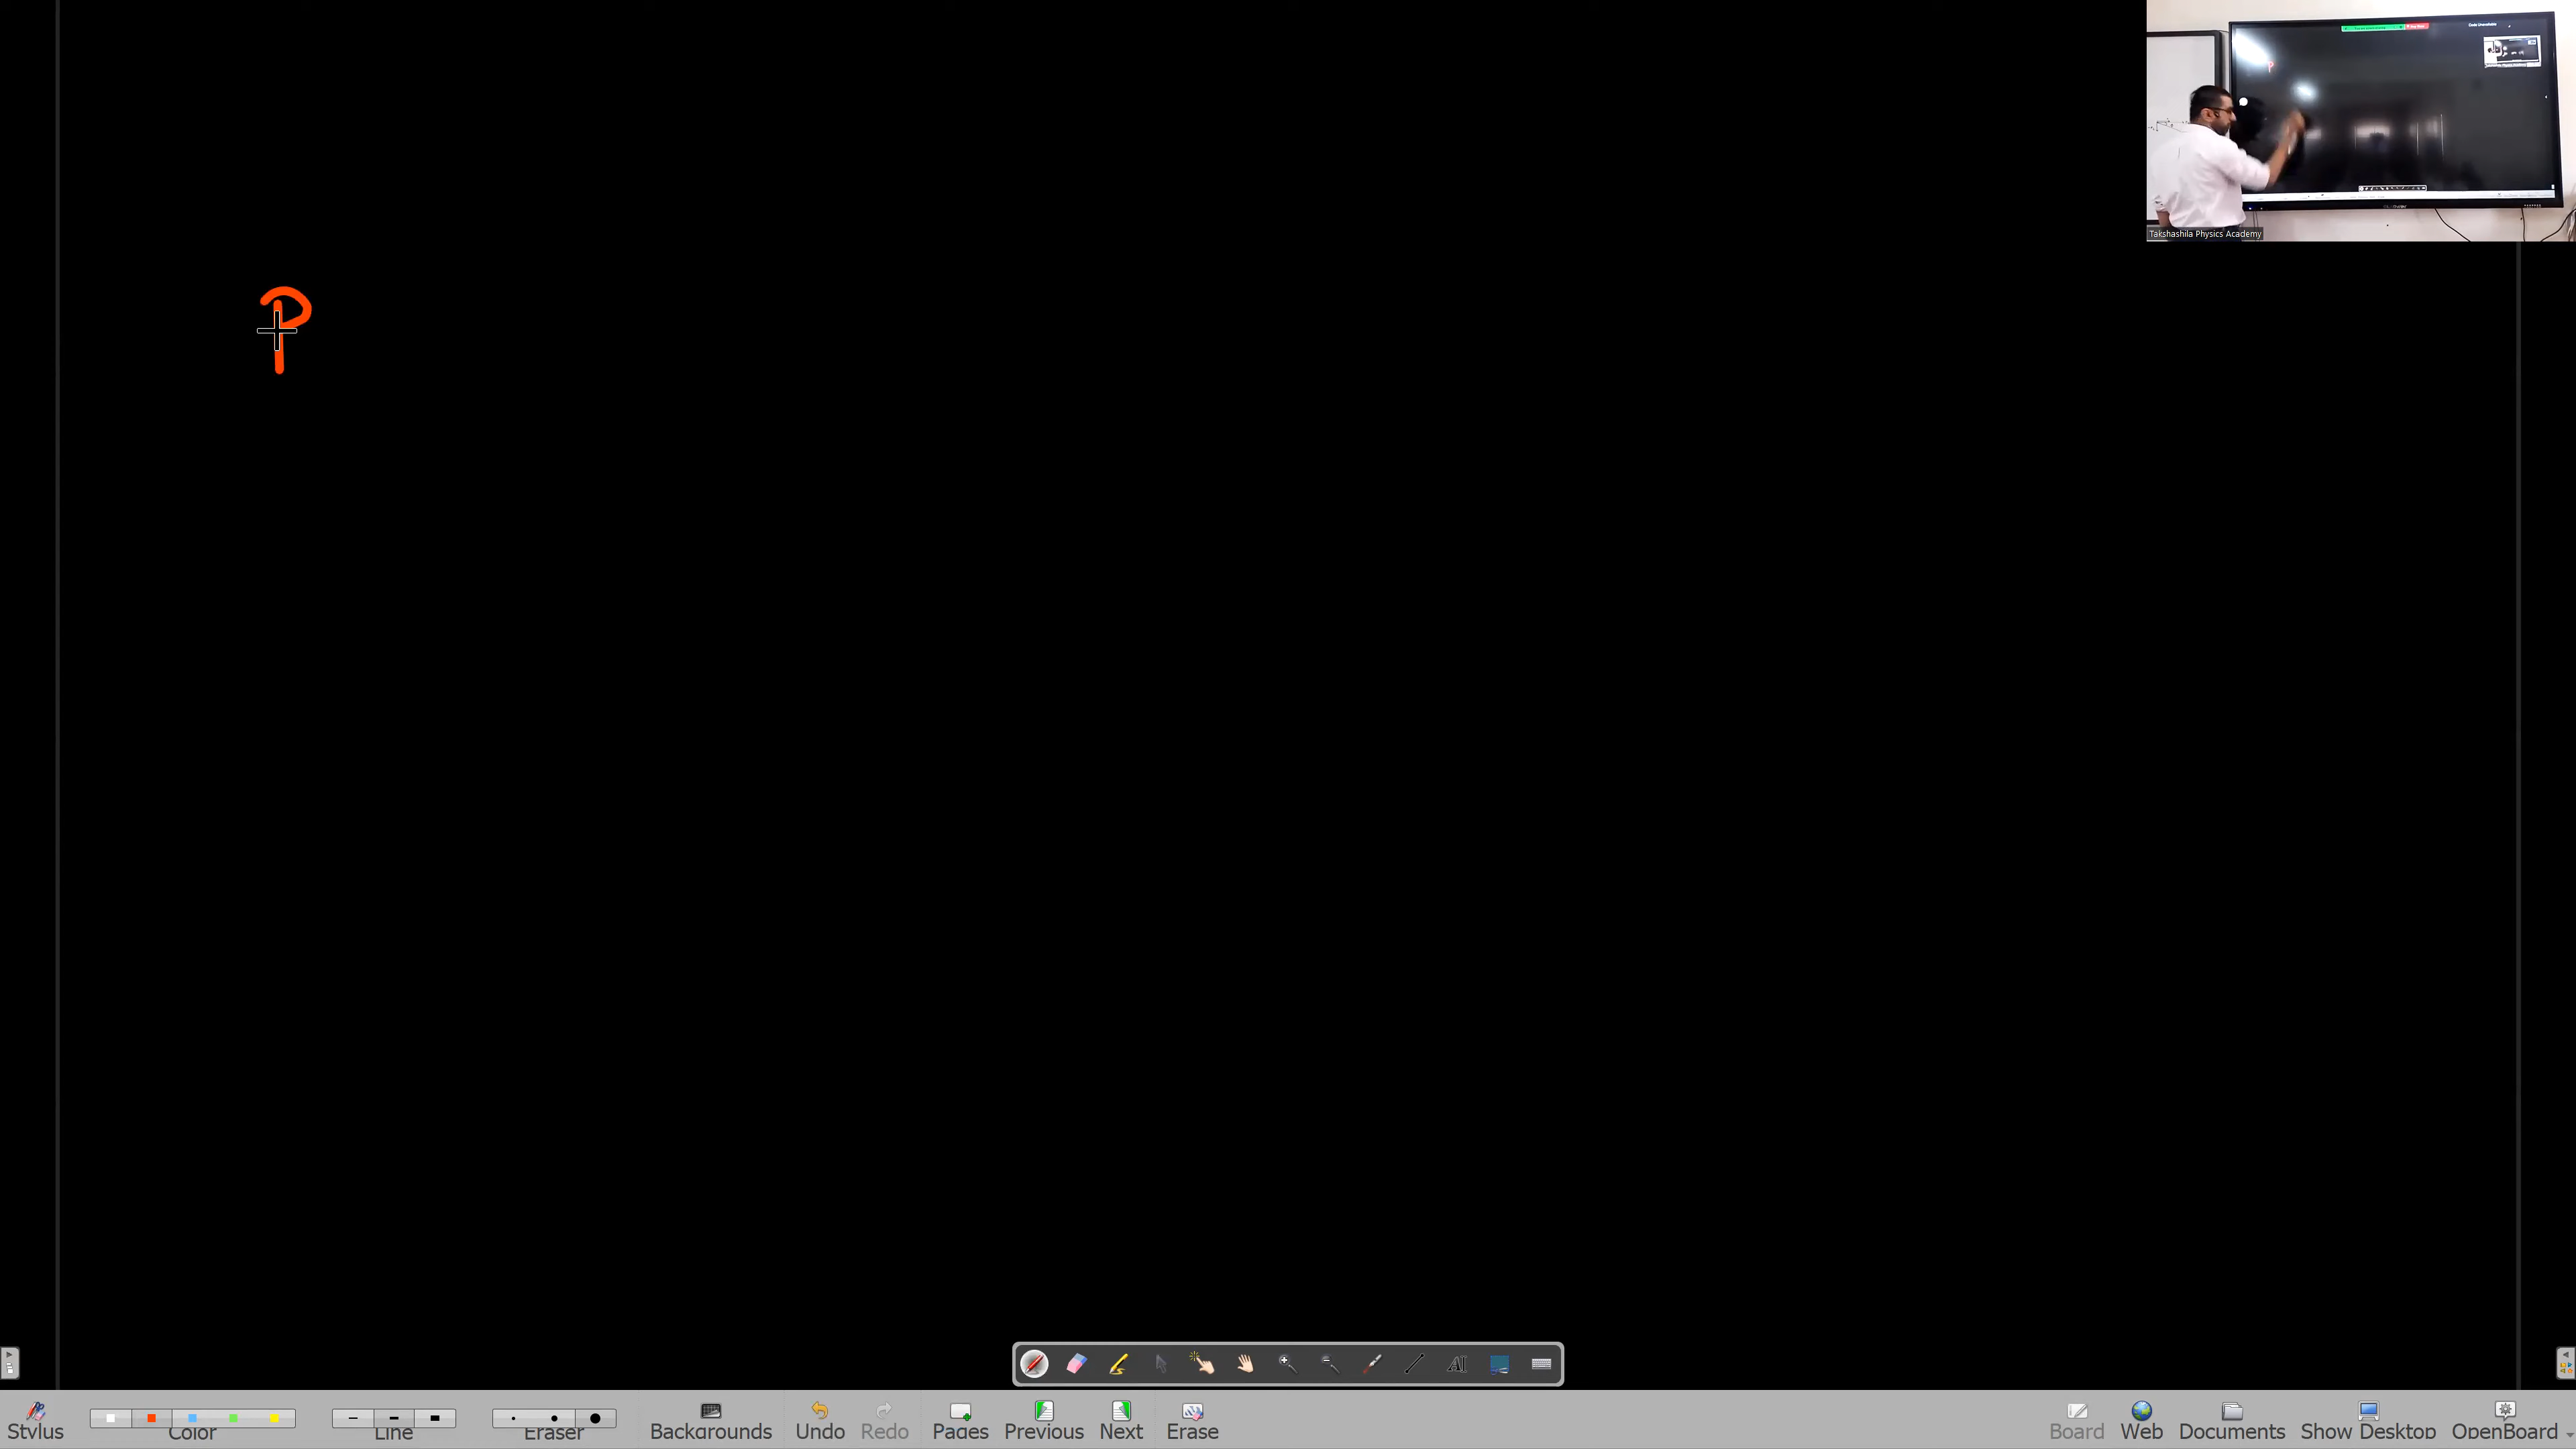 Takshashila Physics Academy
P
Stylus Color Line Eraser Backgrounds Undo Redo Pages Previous Next Erase Board Web Documents Show Desktop OpenBoard